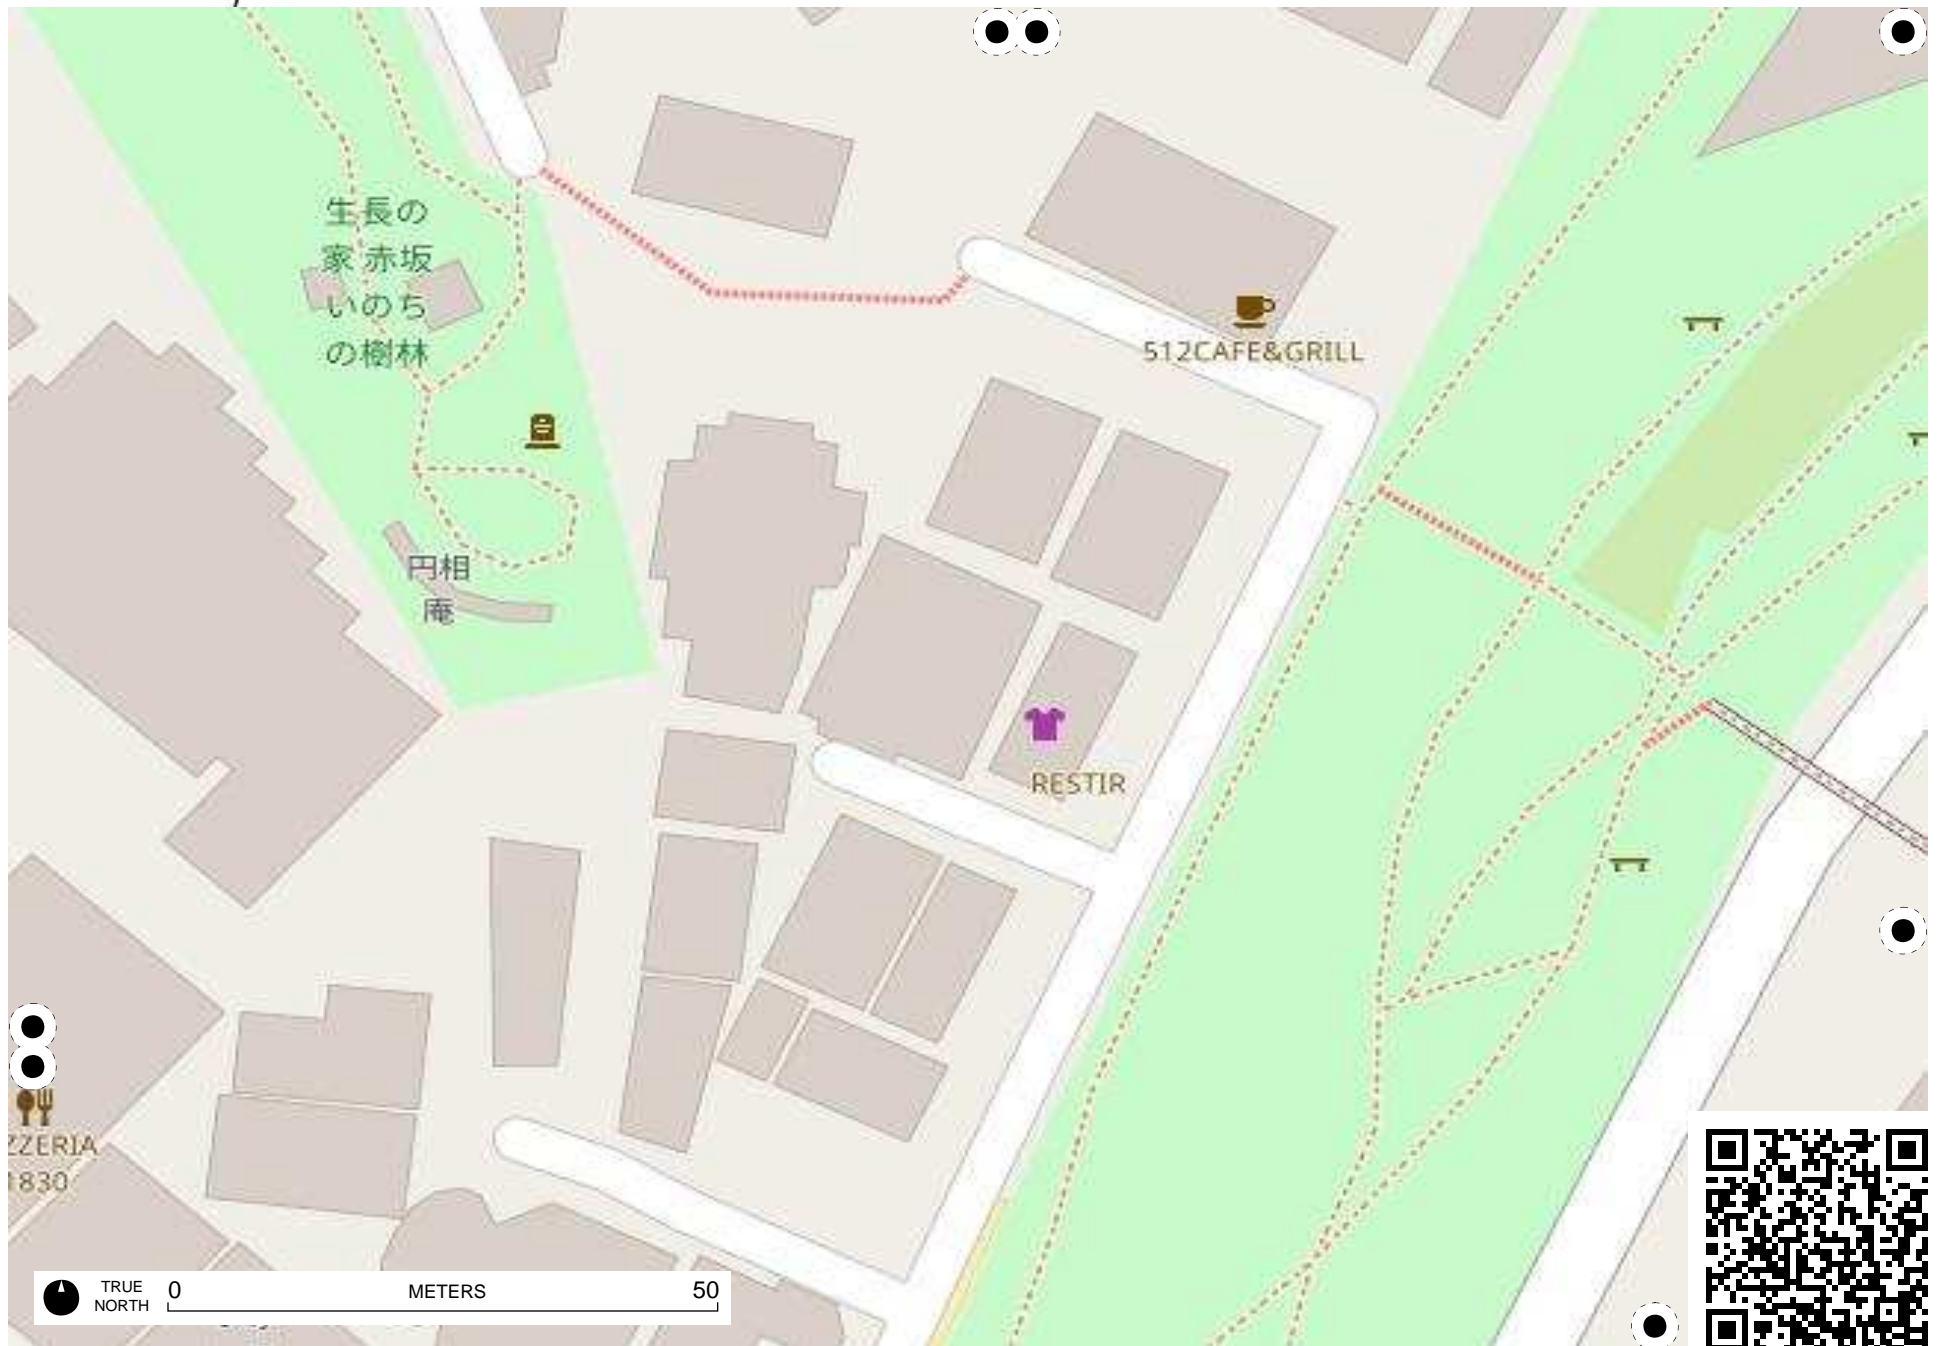 生長の
家 赤坂
いのち
の樹林
512CAFE&GRILL
円相
庵
RESTIR
ZZERIA
1830
TRUE
NORTH
0
METERS
50